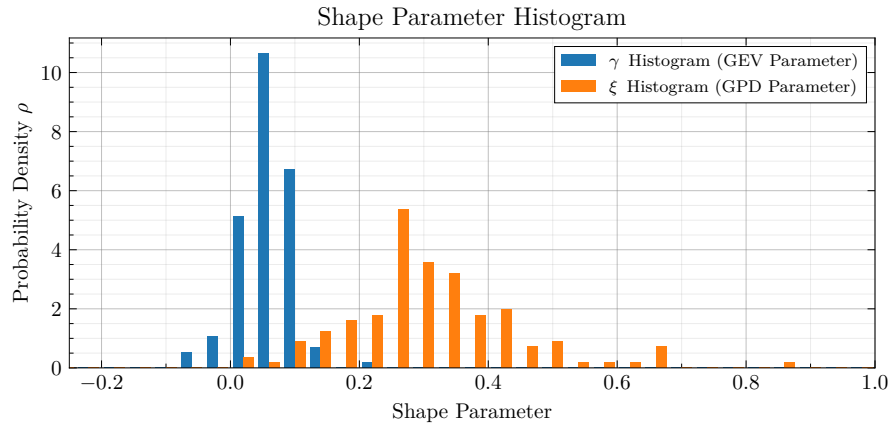 Shape Parameter Histogram
γ Histogram (GEV Parameter)
ξ Histogram (GPD Parameter)
Probability Density ρ
10
8
6
4
2
0
−0.2 0.0 0.2 0.4 0.6 0.8 1.0
Shape Parameter